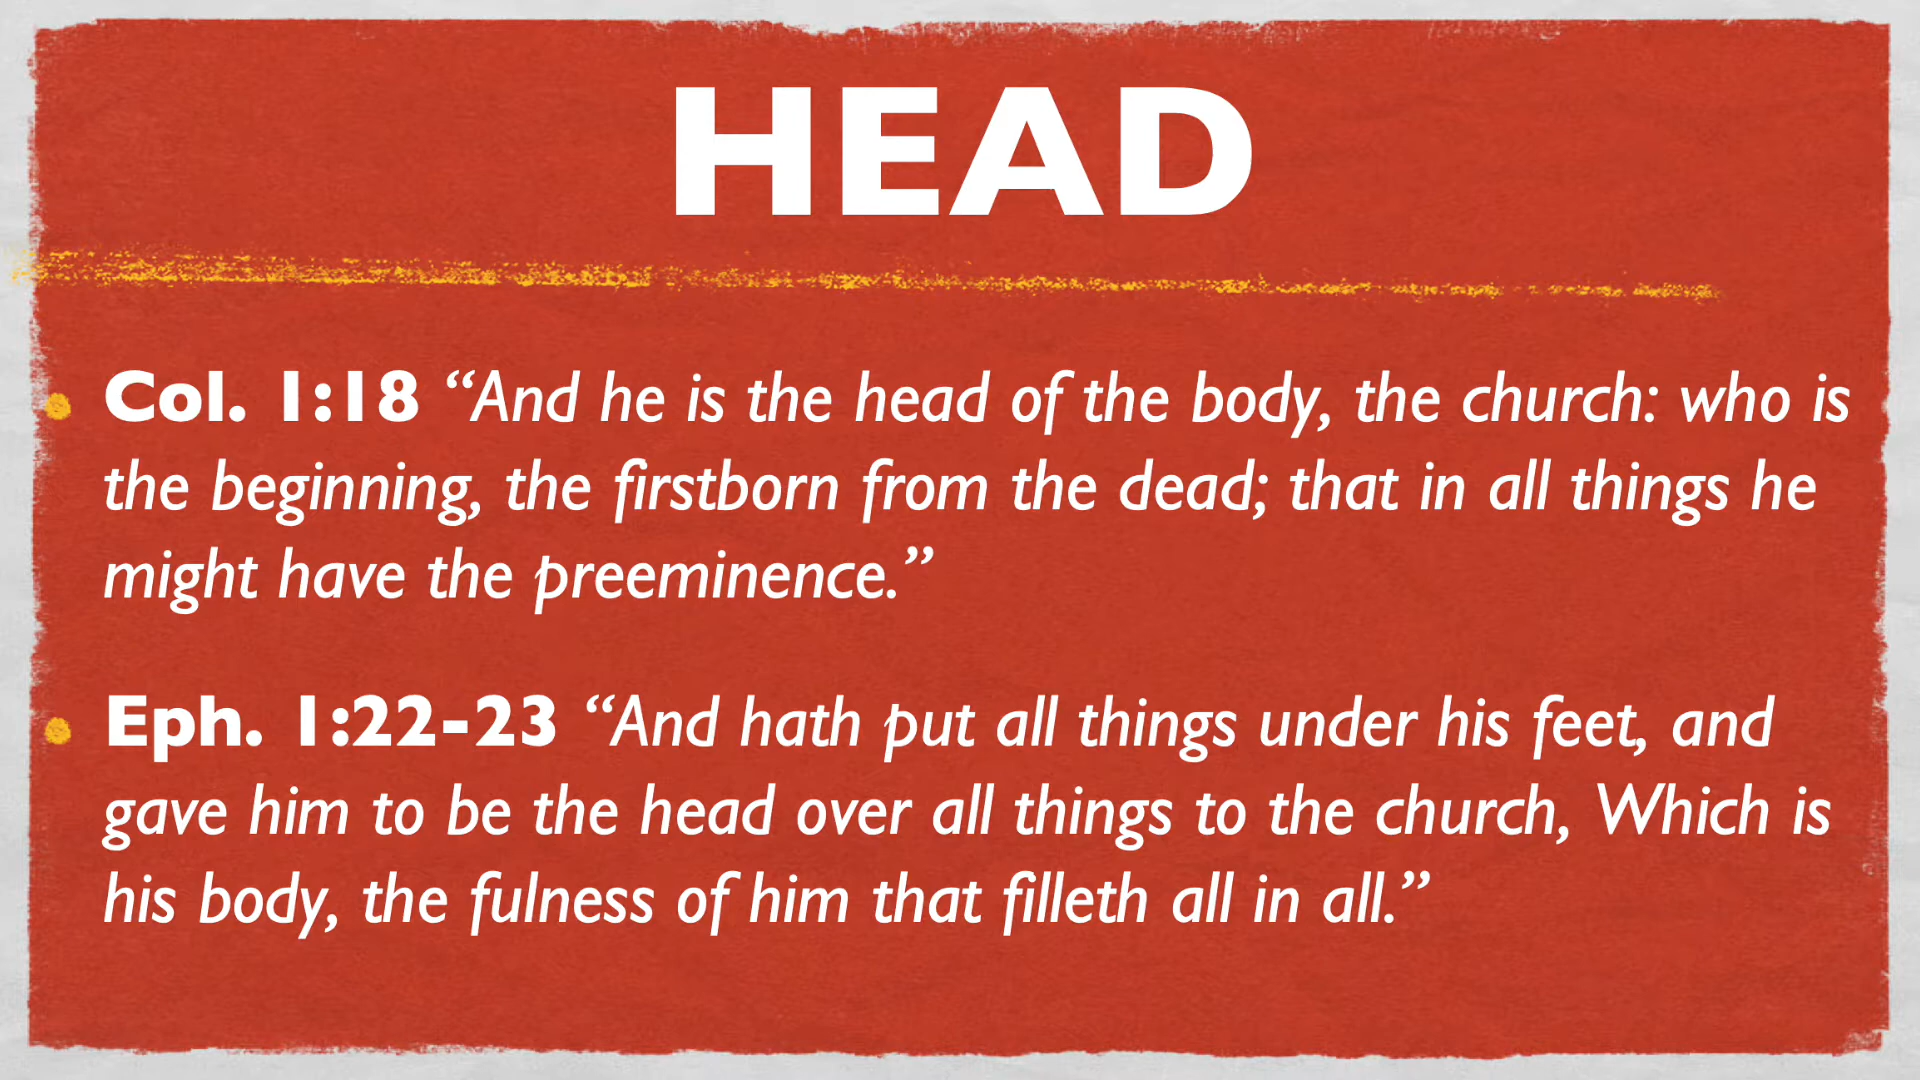 HEAD
• Col. 1:18 “And he is the head of the body, the church: who is
the beginning, the firstborn from the dead; that in all things he
might have the preeminence.”
• Eph. 1:22-23 “And hath put all things under his feet, and
gave him to be the head over all things to the church, Which is
his body, the fulness of him that filleth all in all.”